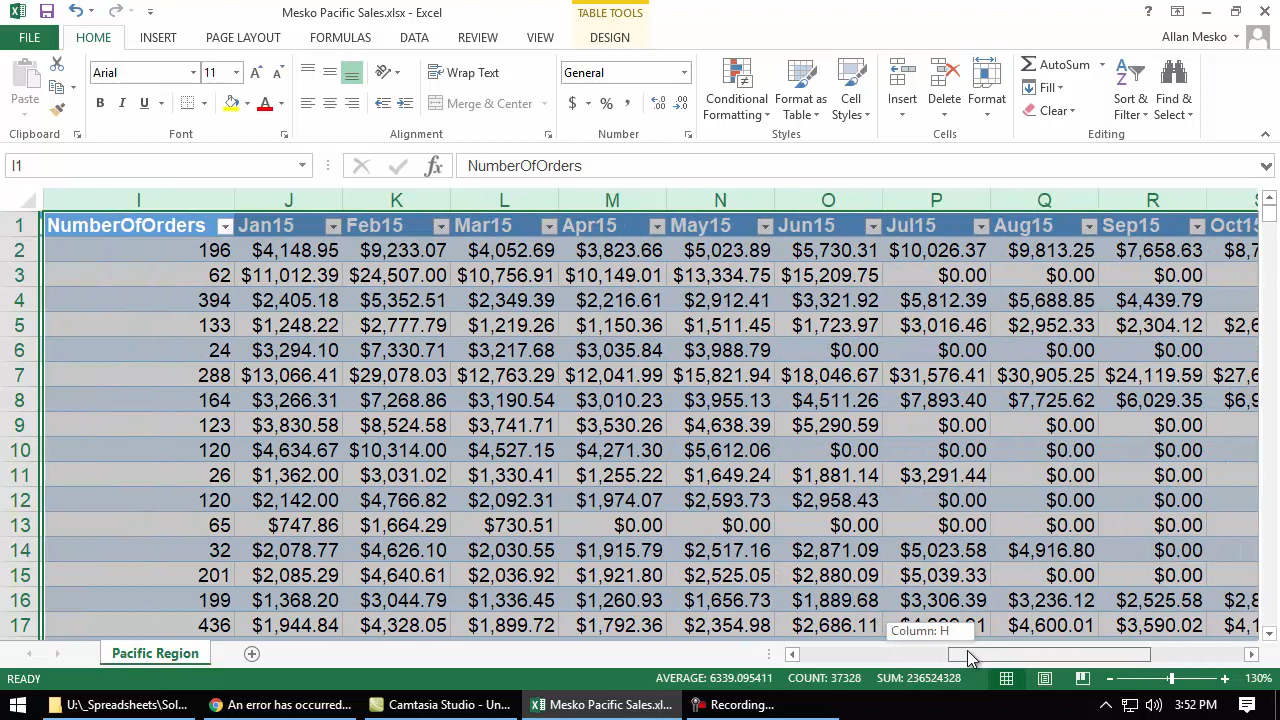 Mesko Pacific Sales.xlsx - Excel
TABLE TOOLS
FILE HOME INSERT PAGE LAYOUT FORMULAS DATA REVIEW VIEW DESIGN Allan Mesko
Paste Arial 11 Wrap Text General Conditional Formatting Format as Table Cell Styles Insert Delete Format AutoSum Sort & Filter Find & Select
B I U Merge & Center $ % , Fill
Clear
Clipboard Font Alignment Number Styles Cells Editing
I1 fx NumberOfOrders
I J K L M N O P Q R
1 NumberOfOrders Jan15 Feb15 Mar15 Apr15 May15 Jun15 Jul15 Aug15 Sep15 Oct15
2 196 $4,148.95 $9,233.07 $4,052.69 $3,823.66 $5,023.89 $5,730.31 $10,026.37 $9,813.25 $7,658.63 $8,7
3 62 $11,012.39 $24,507.00 $10,756.91 $10,149.01 $13,334.75 $15,209.75 $0.00 $0.00 $0.00
4 394 $2,405.18 $5,352.51 $2,349.39 $2,216.61 $2,912.41 $3,321.92 $5,812.39 $5,688.85 $4,439.79
5 133 $1,248.22 $2,777.79 $1,219.26 $1,150.36 $1,511.45 $1,723.97 $3,016.46 $2,952.33 $2,304.12 $2,6
6 24 $3,294.10 $7,330.71 $3,217.68 $3,035.84 $3,988.79 $0.00 $0.00 $0.00 $0.00
7 288 $13,066.41 $29,078.03 $12,763.29 $12,041.99 $15,821.94 $18,046.67 $31,576.41 $30,905.25 $24,119.59 $27,6
8 164 $3,266.31 $7,268.86 $3,190.54 $3,010.23 $3,955.13 $4,511.26 $7,893.40 $7,725.62 $6,029.35 $6,9
9 123 $3,830.58 $8,524.58 $3,741.71 $3,530.26 $4,638.39 $5,290.59 $0.00 $0.00 $0.00
10 120 $4,634.67 $10,314.00 $4,527.15 $4,271.30 $5,612.06 $0.00 $0.00 $0.00 $0.00
11 26 $1,362.00 $3,031.02 $1,330.41 $1,255.22 $1,649.24 $1,881.14 $3,291.44 $0.00 $0.00
12 120 $2,142.00 $4,766.82 $2,092.31 $1,974.07 $2,593.73 $2,958.43 $0.00 $0.00 $0.00
13 65 $747.86 $1,664.29 $730.51 $0.00 $0.00 $0.00 $0.00 $0.00 $0.00
14 32 $2,078.77 $4,626.10 $2,030.55 $1,915.79 $2,517.16 $2,871.09 $5,023.58 $4,916.80 $0.00
15 201 $2,085.29 $4,640.61 $2,036.92 $1,921.80 $2,525.05 $2,880.09 $5,039.33 $0.00 $0.00
16 199 $1,368.20 $3,044.79 $1,336.45 $1,260.93 $1,656.73 $1,889.68 $3,306.39 $3,236.12 $2,525.58 $2,8
17 436 $1,944.84 $4,328.05 $1,899.72 $1,792.36 $2,354.98 $2,686.11 $4,600.01 $3,590.02 $4,1
Column: H
Pacific Region
READY AVERAGE: 6339.095411 COUNT: 37328 SUM: 236524328 130%
U:\_Spreadsheets\Sol... An error has occurred... Camtasia Studio - Un... Mesko Pacific Sales.xl... Recording... 3:52 PM